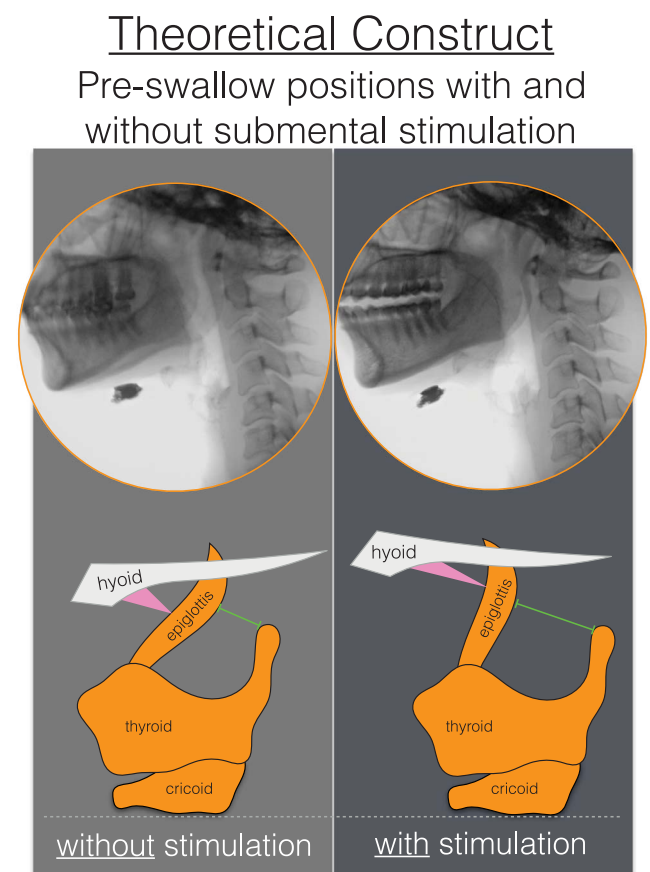 Theoretical Construct
Pre-swallow positions with and
without submental stimulation
hyoid
epiglottis
thyroid
cricoid
without stimulation
hyoid
epiglottis
thyroid
cricoid
with stimulation